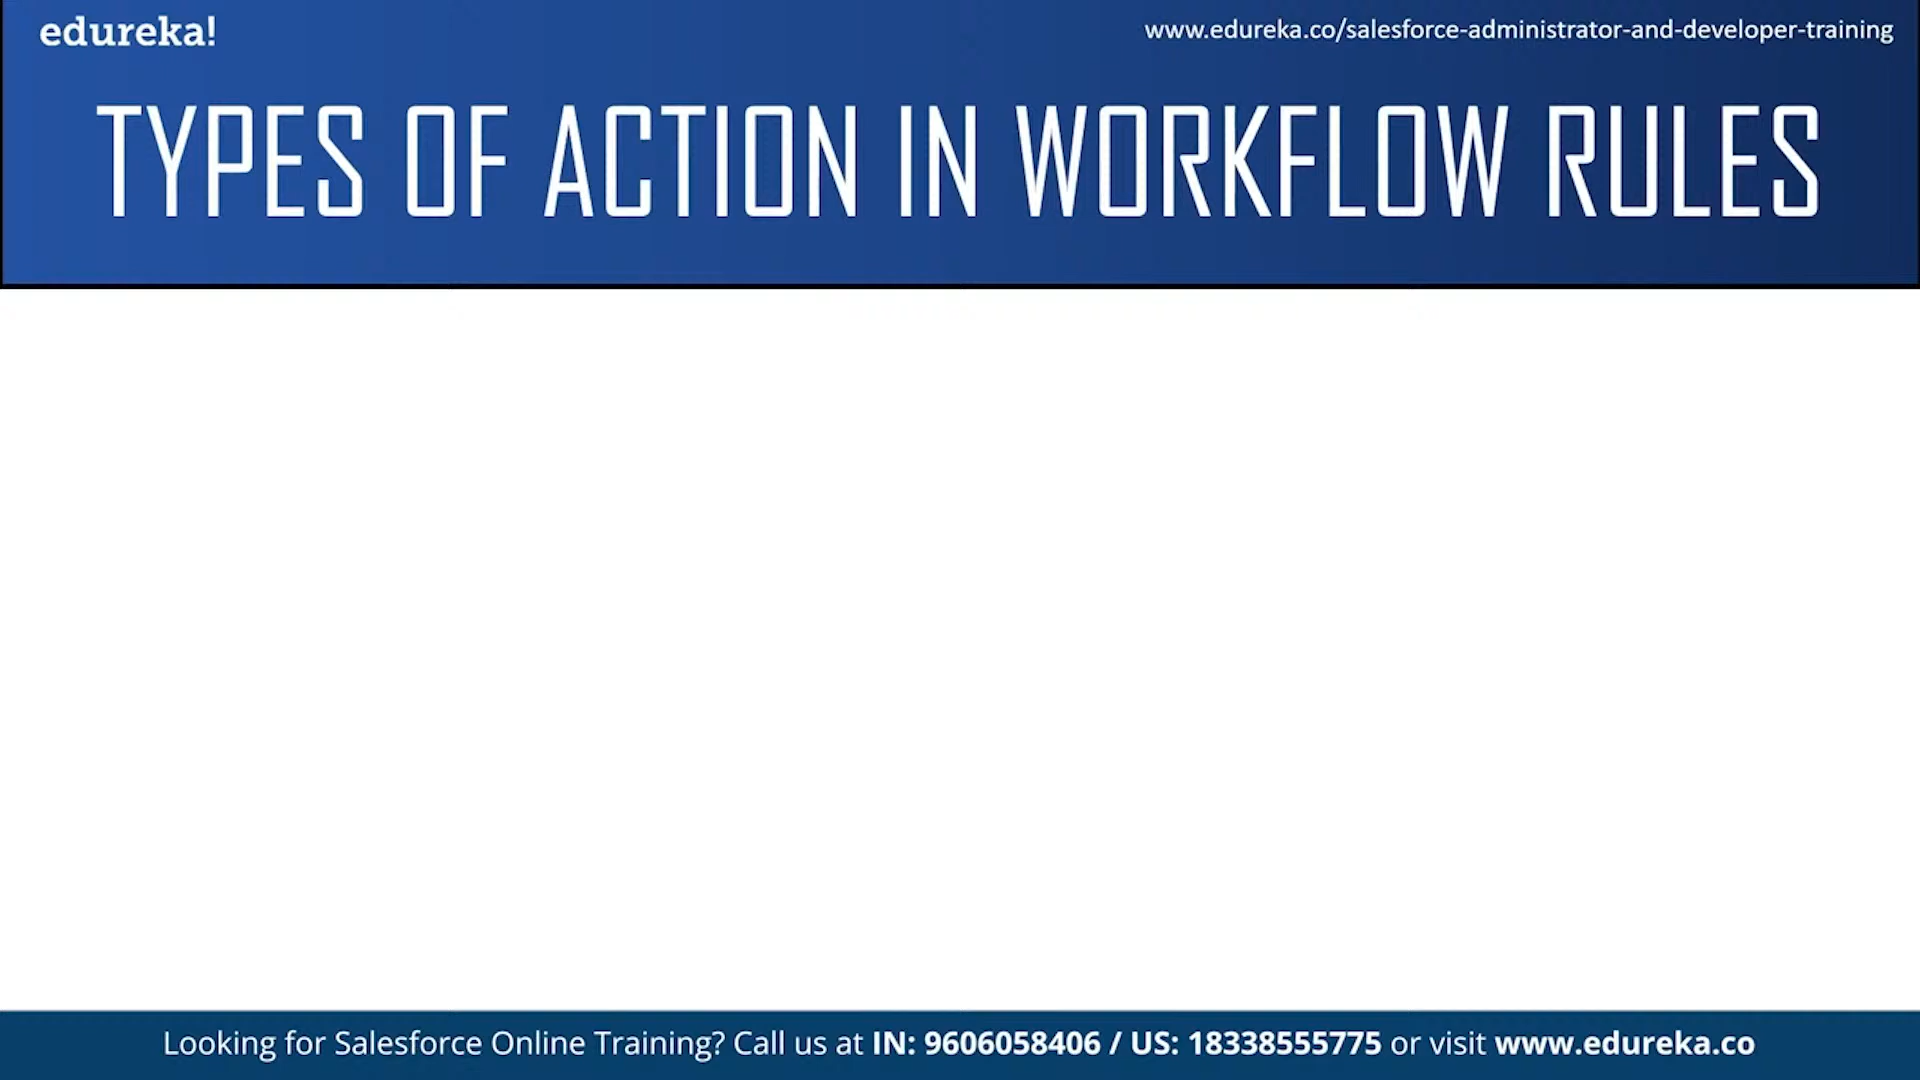 edureka!
www.edureka.co/salesforce-administrator-and-developer-training
TYPES OF ACTION IN WORKFLOW RULES
Looking for Salesforce Online Training? Call us at IN: 9606058406 / US: 18338555775 or visit www.edureka.co